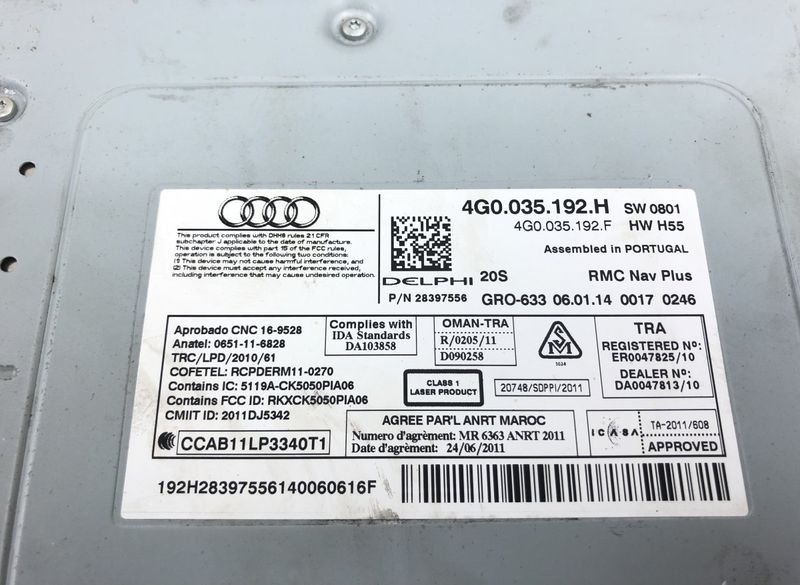 This product complies with DHHS rules 21 CFR
subchapter J applicable to the date of manufacture.
This device complies with part 15 of the FCC rules,
operation is subject to the following two conditions:
(1) This device may not cause harmful interference, and
(2) This device must accept any interference received,
including interference that may cause undesired operation.
4G0.035.192.H SW 0801
4G0.035.192.F HW H55
Assembled in PORTUGAL
DELPHI 20S RMC Nav Plus
P/N 28397556 GRO-633 06.01.14 0017 0246
Aprobado CNC 16-9528
Anatel: 0651-11-6828
TRC/LPD/2010/61
COFETEL: RCPDERM11-0270
Contains IC: 5119A-CK5050PIA06
Contains FCC ID: RKXCK5050PIA06
CMIIT ID: 2011DJ5342
CCAB11LP3340T1
Complies with
IDA Standards
DA103858
OMAN-TRA
R/0205/11
D090258
CLASS 1
LASER PRODUCT
20748/SDPPI/2011
TRA
REGISTERED Nº:
ER0047825/10
DEALER Nº:
DA0047813/10
AGREE PAR'L ANRT MAROC
Numero d'agrèment: MR 6363 ANRT 2011
Date d'agrèment: 24/06/2011
ICASA
TA-2011/608
APPROVED
192H28397556140060616F